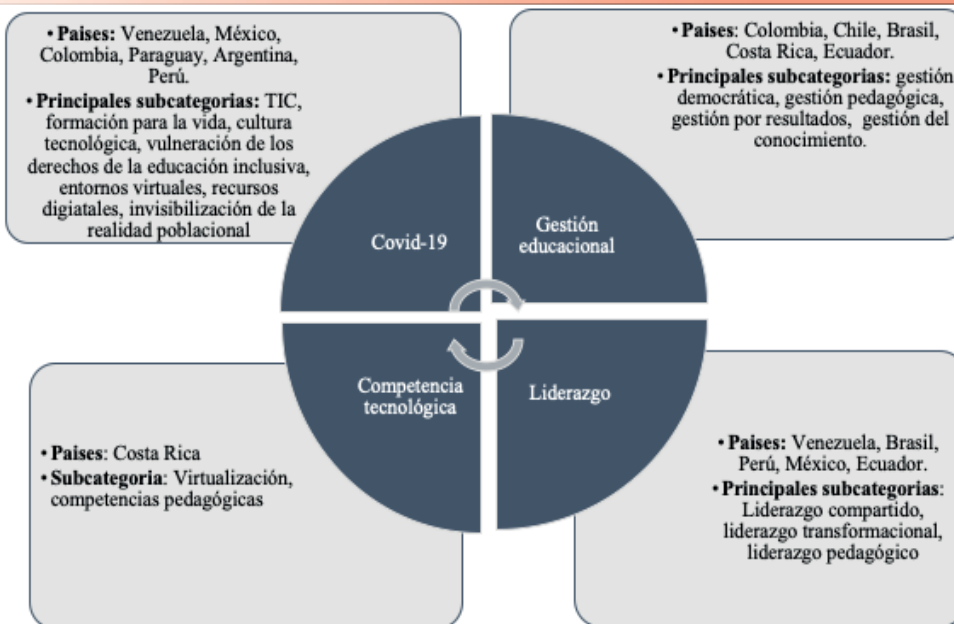 • Paises: Venezuela, México,
Colombia, Paraguay, Argentina,
Perú.
• Principales subcategorias: TIC,
formación para la vida, cultura
tecnológica, vulneración de los
derechos de la educación inclusiva,
entornos virtuales, recursos
digiatales, invisibilización de la
realidad poblacional
• Paises: Colombia, Chile, Brasil,
Costa Rica, Ecuador.
• Principales subcategorias: gestión
democrática, gestión pedagógica,
gestión por resultados, gestión del
conocimiento.
Covid-19
Gestión
educacional
Competencia
tecnológica
Liderazgo
• Paises: Costa Rica
• Subcategoria: Virtualización,
competencias pedagógicas
• Paises: Venezuela, Brasil,
Perú, México, Ecuador.
• Principales subcategorias:
Liderazgo compartido,
liderazgo transformacional,
liderazgo pedagógico